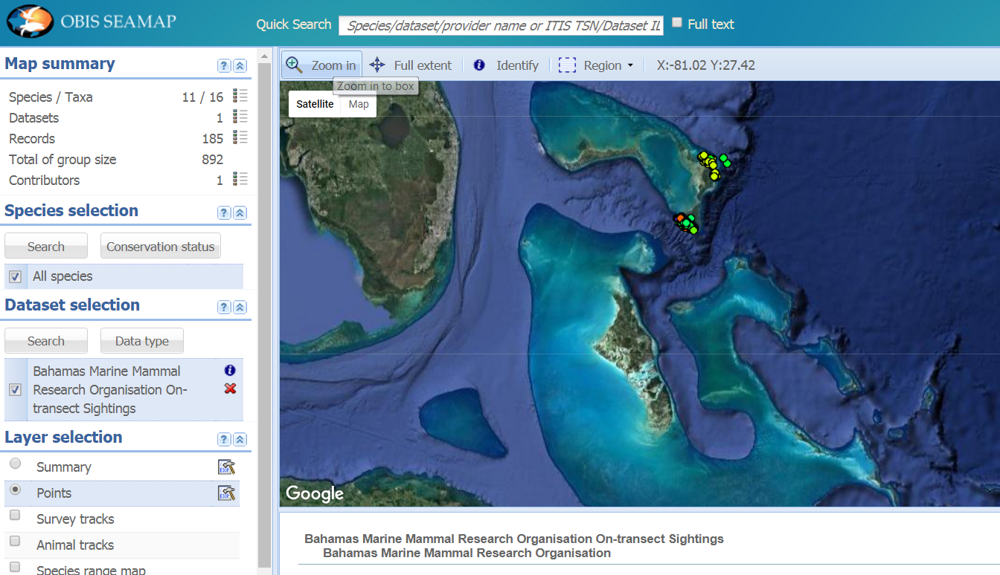 OBIS SEAMAP
Quick Search
Species/dataset/provider name or ITIS TSN/Dataset ID
Full text
Map summary
Species / Taxa 11 / 16
Datasets 1
Records 185
Total of group size 892
Contributors 1
Species selection
Search Conservation status
All species
Dataset selection
Search Data type
Bahamas Marine Mammal
Research Organisation On-
transect Sightings
Layer selection
Summary
Points
Survey tracks
Animal tracks
Species range map
Zoom in Full extent Identify Region X:-81.02 Y:27.42
Zoom in to box
Satellite Map
Google
Bahamas Marine Mammal Research Organisation On-transect Sightings
Bahamas Marine Mammal Research Organisation